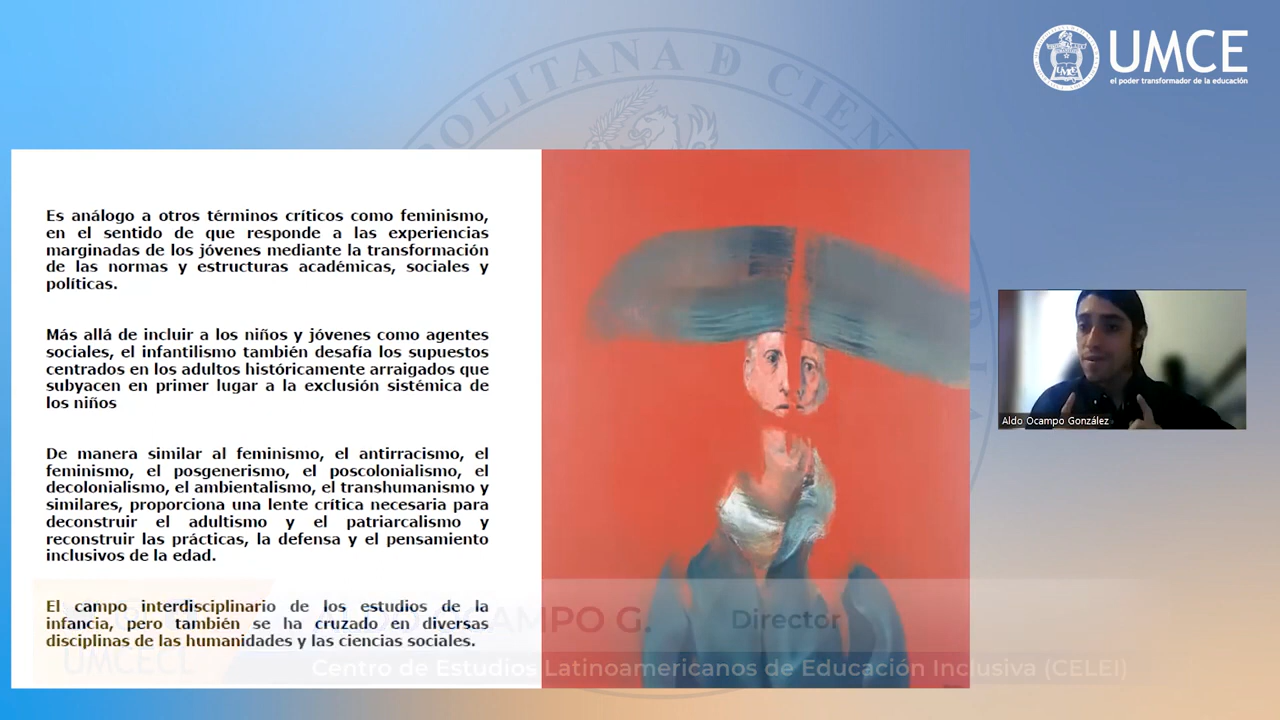 POLITANA D CIEN
UMCE
el poder transformador de la educación
Es análogo a otros términos críticos como feminismo,
en el sentido de que responde a las experiencias
marginadas de los jóvenes mediante la transformación
de las normas y estructuras académicas, sociales y
políticas.
Más allá de incluir a los niños y jóvenes como agentes
sociales, el infantilismo también desafía los supuestos
centrados en los adultos históricamente arraigados que
subyacen en primer lugar a la exclusión sistémica de
los niños
De manera similar al feminismo, el antirracismo, el
feminismo, el posgenerismo, el poscolonialismo, el
decolonialismo, el ambientalismo, el transhumanismo y
similares, proporciona una lente crítica necesaria para
deconstruir el adultismo y el patriarcalismo y
reconstruir las prácticas, la defensa y el pensamiento
inclusivos de la edad.
El campo interdisciplinario de los estudios de la
infancia, pero también se ha cruzado en diversas
disciplinas de las humanidades y las ciencias sociales.
Aldo Ocampo González
OCAMPO G. Director
UMCECL
Centro de Estudios Latinoamericanos de Educación Inclusiva (CELEI)